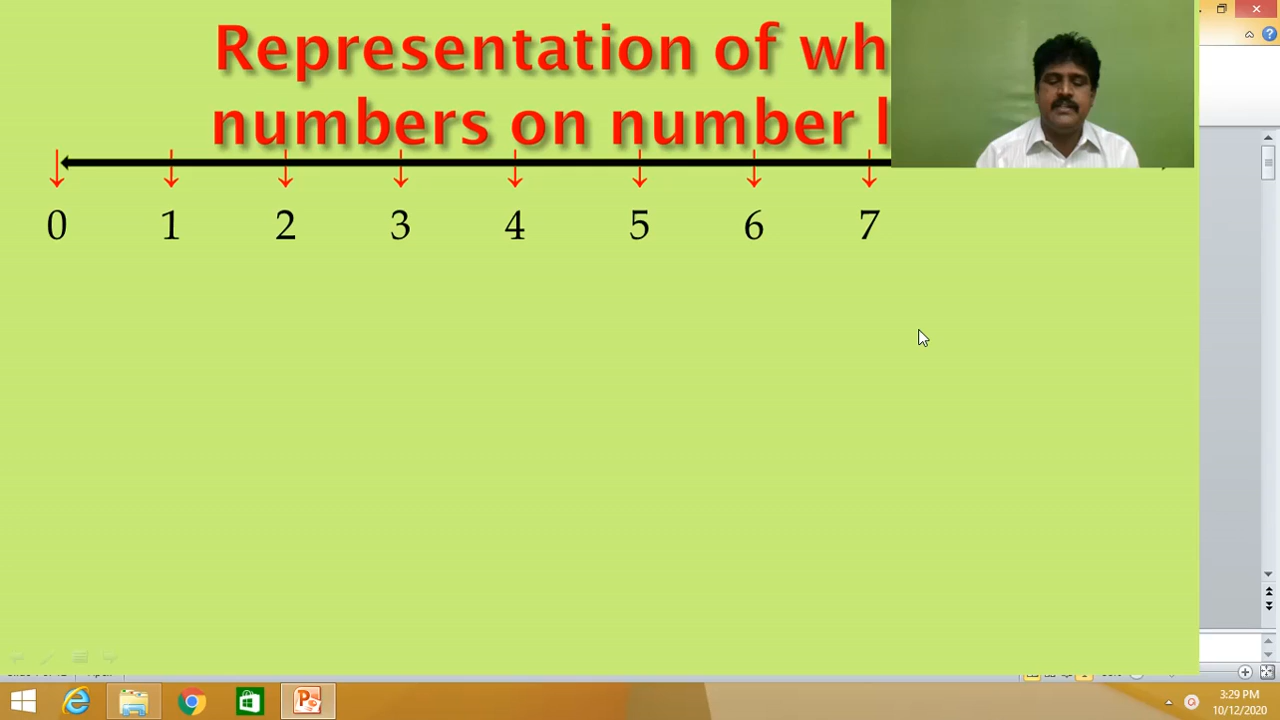 Representation of wh
numbers on number l
0 1 2 3 4 5 6 7
3:29 PM
10/12/2020